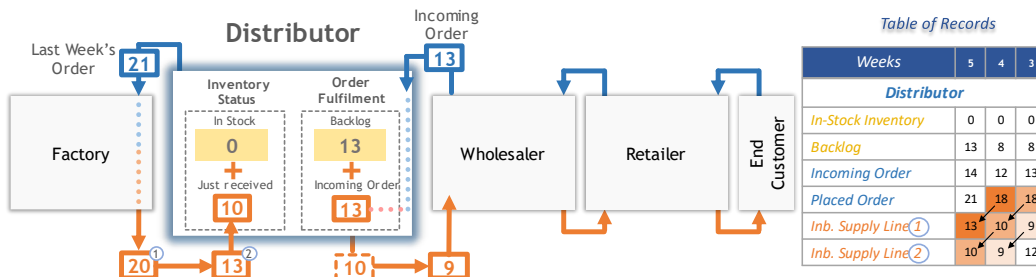 Distributor
Incoming
Order
Last Week's
Order
21
13
Table of Records
Weeks 5 4 3
Distributor
In-Stock Inventory 0 0 0
Backlog 13 8 8
Incoming Order 14 12 13
Placed Order 21 18 18
Inb. Supply Line 1 13 10 9
Inb. Supply Line 2 10 9 12
Inventory
Status
In Stock
0
+
Just received
10
Order
Fulfilment
Backlog
13
+
Incoming Order
13
Factory
Wholesaler
Retailer
End
Customer
20 1
13 2
10
9